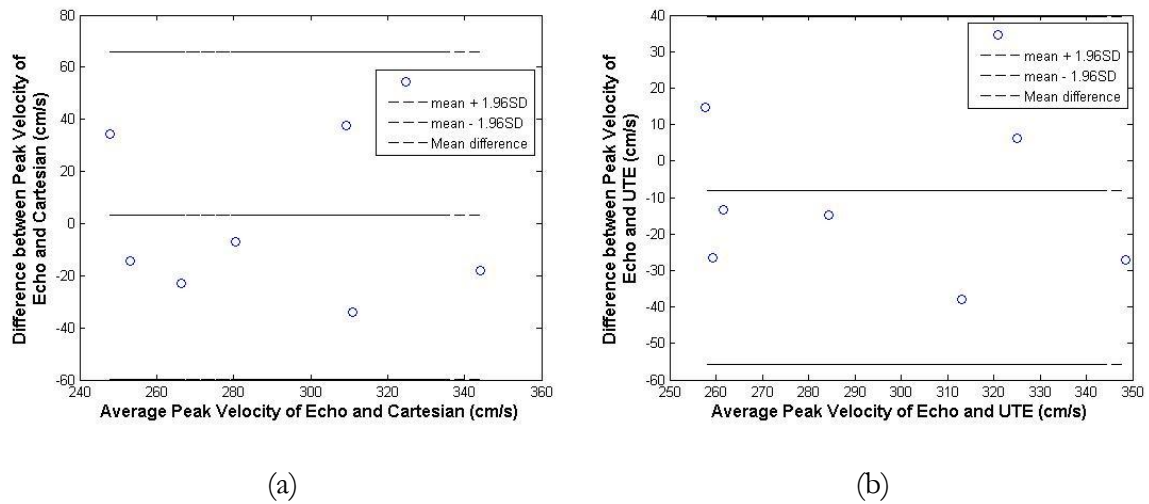 80
60
40
20
0
-20
-40
-60
240
260
280
300
320
340
360
Difference between Peak Velocity of
Echo and Cartesian (cm/s)
Average Peak Velocity of Echo and Cartesian (cm/s)
mean + 1.96SD
mean - 1.96SD
Mean difference
(a)
40
30
20
10
0
-10
-20
-30
-40
-50
-60
250
260
270
280
290
300
310
320
330
340
350
Difference between Peak Velocity of
Echo and UTE (cm/s)
Average Peak Velocity of Echo and UTE (cm/s)
mean + 1.96SD
mean - 1.96SD
Mean difference
(b)